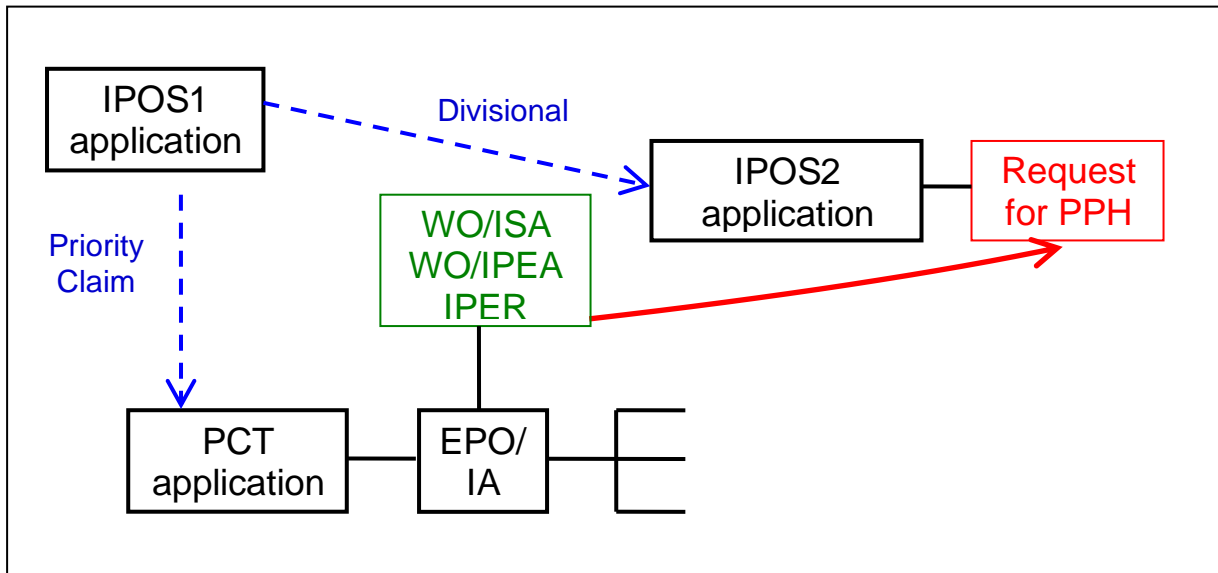 IPOS1
application
Divisional
IPOS2
application
Request
for PPH
Priority
Claim
WO/ISA
WO/IPEA
IPER
PCT
application
EPO/
IA